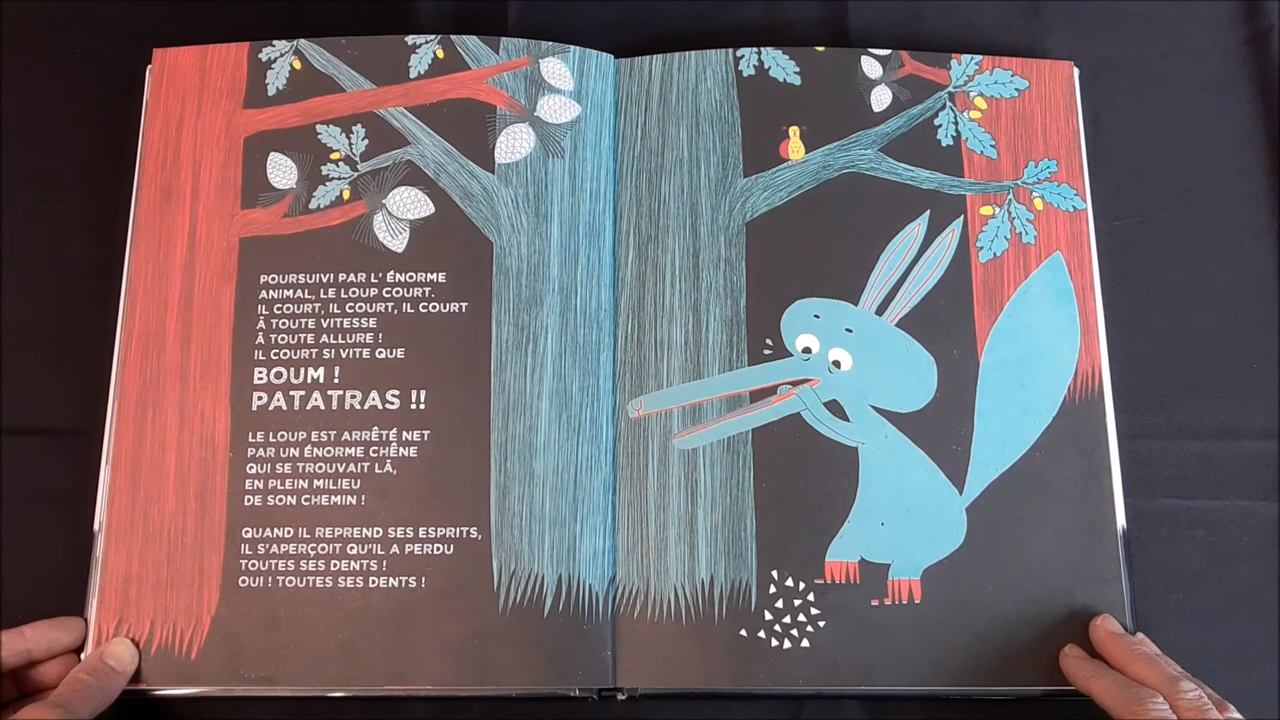 POURSUIVI PAR L' ÉNORME
ANIMAL, LE LOUP COURT.
IL COURT, IL COURT, IL COURT
À TOUTE VITESSE
À TOUTE ALLURE !
IL COURT SI VITE QUE
BOUM !
PATATRAS !!
LE LOUP EST ARRÊTÉ NET
PAR UN ÉNORME CHÊNE
QUI SE TROUVAIT LÀ,
EN PLEIN MILIEU
DE SON CHEMIN !
QUAND IL REPREND SES ESPRITS,
IL S'APERÇOIT QU'IL A PERDU
TOUTES SES DENTS !
OUI ! TOUTES SES DENTS !